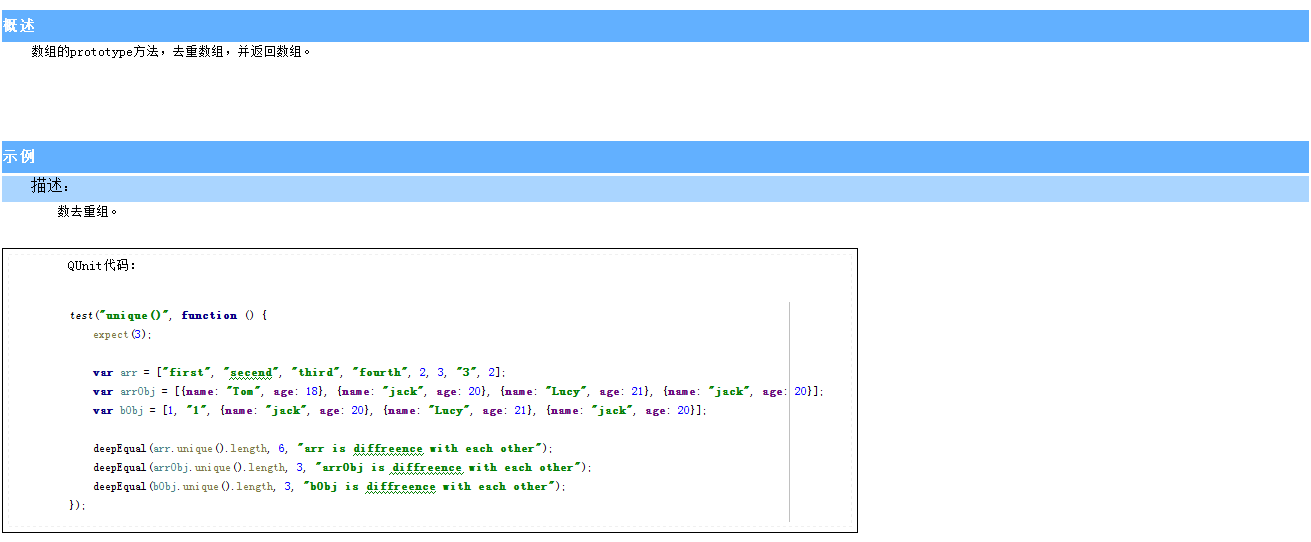 概述
数组的prototype方法，去重数组，并返回数组。
示例
描述：
数去重组。
QUnit代码：
test("unique()", function () {
expect(3);
var arr = ["first", "secend", "third", "fourth", 2, 3, "3", 2];
var arrObj = [{name: "Tom", age: 18}, {name: "jack", age: 20}, {name: "Lucy", age: 21}, {name: "jack", age: 20}];
var bObj = [1, "1", {name: "jack", age: 20}, {name: "Lucy", age: 21}, {name: "jack", age: 20}];
deepEqual(arr.unique().length, 6, "arr is diffreence with each other");
deepEqual(arrObj.unique().length, 3, "arrObj is diffreence with each other");
deepEqual(bObj.unique().length, 3, "bObj is diffreence with each other");
});